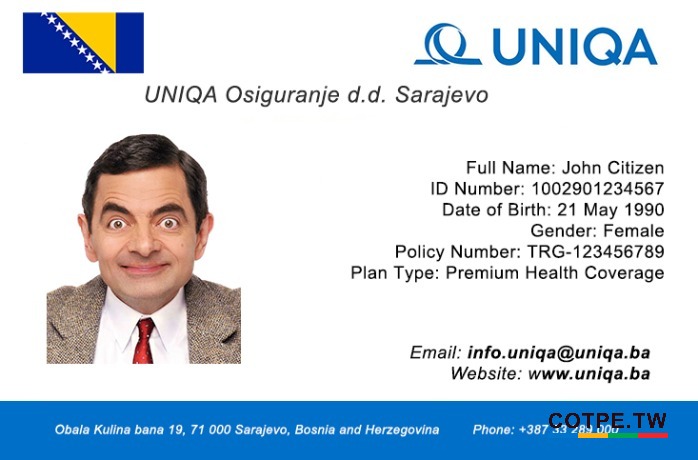 UNIQA
UNIQA Osiguranje d.d. Sarajevo
Full Name: John Citizen
ID Number: 1002901234567
Date of Birth: 21 May 1990
Gender: Female
Policy Number: TRG-123456789
Plan Type: Premium Health Coverage
Email: info.uniqa@uniqa.ba
Website: www.uniqa.ba
Obala Kulina bana 19, 71 000 Sarajevo, Bosnia and Herzegovina
Phone: +387 33 289 000
COTPE.TW